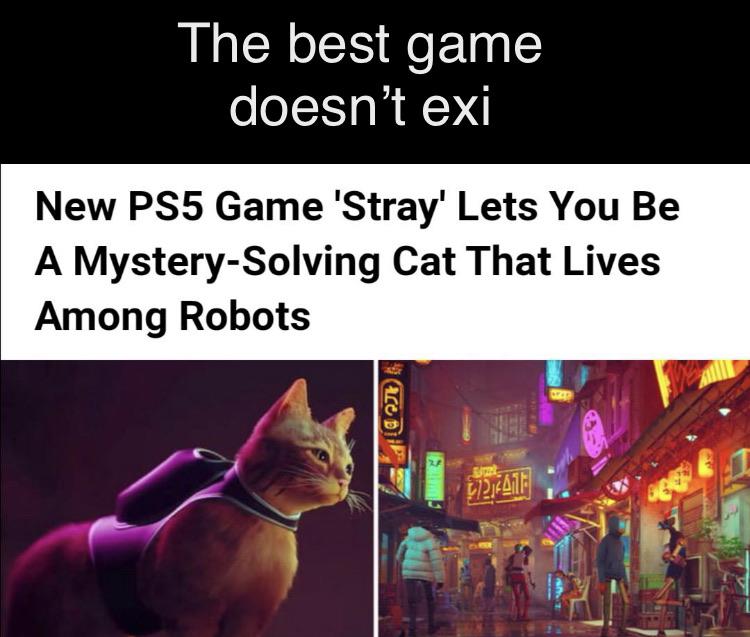 The best game
doesn’t exi
New PS5 Game 'Stray' Lets You Be
A Mystery-Solving Cat That Lives
Among Robots